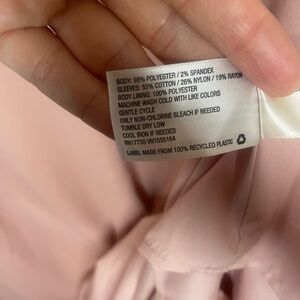 BODY: 98% POLYESTER / 2% SPANDEX
SLEEVES: 55% COTTON / 26% NYLON / 19% RAYON
BODY LINING: 100% POLYESTER
MACHINE WASH COLD WITH LIKE COLORS
GENTLE CYCLE
ONLY NON-CHLORINE BLEACH IF NEEDED
TUMBLE DRY LOW
COOL IRON IF NEEDED
RN17730 VN1055164
LABEL MADE FROM 100% RECYCLED PLASTIC